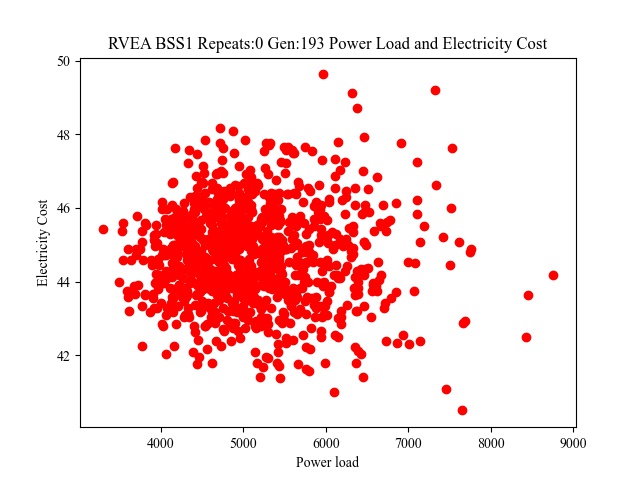 RVEA BSS1 Repeats:0 Gen:193 Power Load and Electricity Cost
50
48
46
44
42
Electricity Cost
4000 5000 6000 7000 8000 9000
Power load